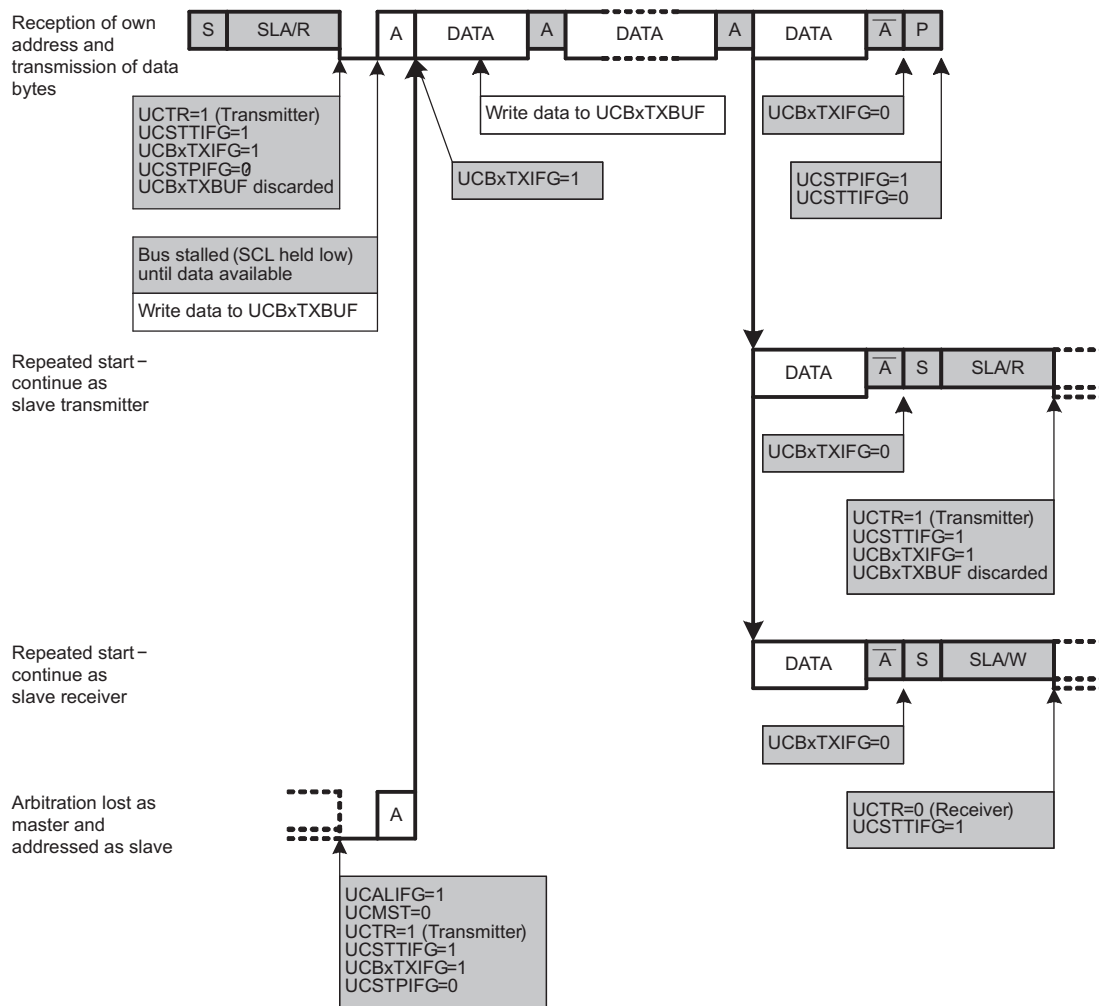 Reception of own
address and
transmission of data
bytes
S
SLA/R
A
DATA
A
DATA
A
DATA
A
P
UCTR=1 (Transmitter)
UCSTTIFG=1
UCBxTXIFG=1
UCSTPIFG=0
UCBxTXBUF discarded
Write data to UCBxTXBUF
UCBxTXIFG=0
UCBxTXIFG=1
UCSTPIFG=1
UCSTTIFG=0
Bus stalled (SCL held low)
until data available
Write data to UCBxTXBUF
Repeated start−
continue as
slave transmitter
DATA
A
S
SLA/R
UCBxTXIFG=0
UCTR=1 (Transmitter)
UCSTTIFG=1
UCBxTXIFG=1
UCBxTXBUF discarded
Repeated start−
continue as
slave receiver
DATA
A
S
SLA/W
UCBxTXIFG=0
UCTR=0 (Receiver)
UCSTTIFG=1
Arbitration lost as
master and
addressed as slave
A
UCALIFG=1
UCMST=0
UCTR=1 (Transmitter)
UCSTTIFG=1
UCBxTXIFG=1
UCSTPIFG=0